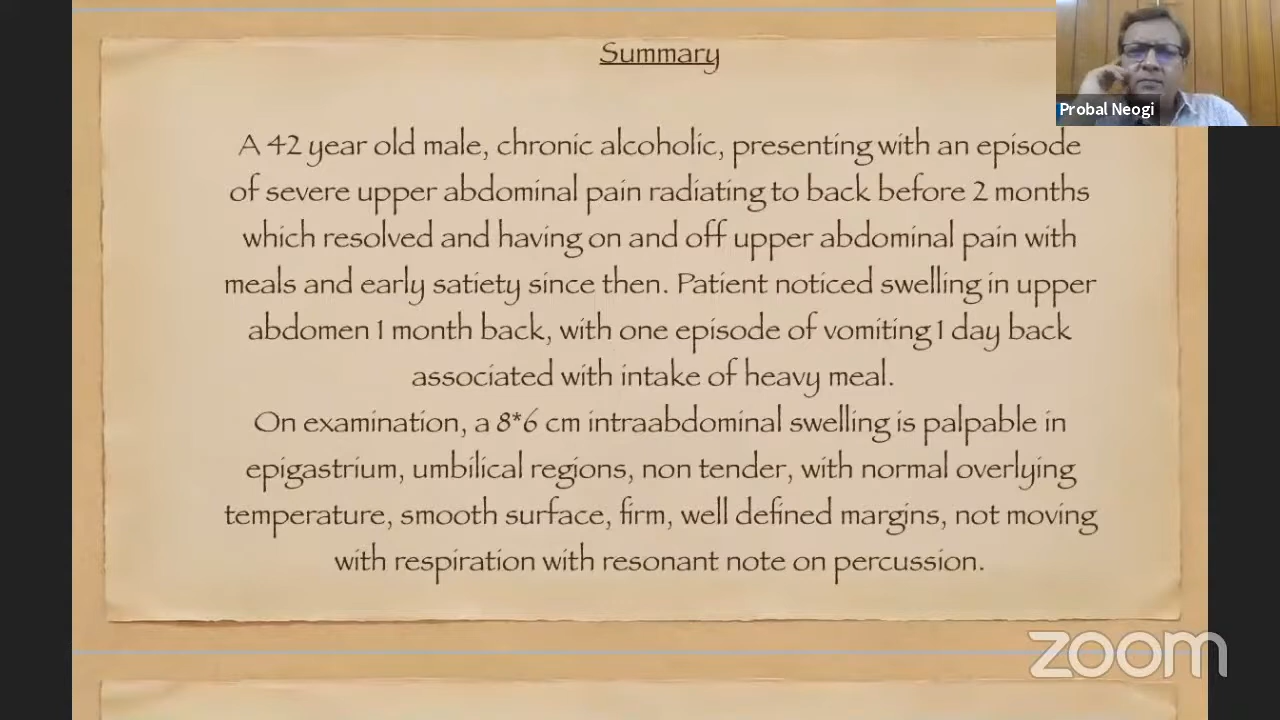 Summary
Probal Neogi
A 42 year old male, chronic alcoholic, presenting with an episode
of severe upper abdominal pain radiating to back before 2 months
which resolved and having on and off upper abdominal pain with
meals and early satiety since then. Patient noticed swelling in upper
abdomen 1 month back, with one episode of vomiting 1 day back
associated with intake of heavy meal.
On examination, a 8*6 cm intraabdominal swelling is palpable in
epigastrium, umbilical regions, non tender, with normal overlying
temperature, smooth surface, firm, well defined margins, not moving
with respiration with resonant note on percussion.
zoom